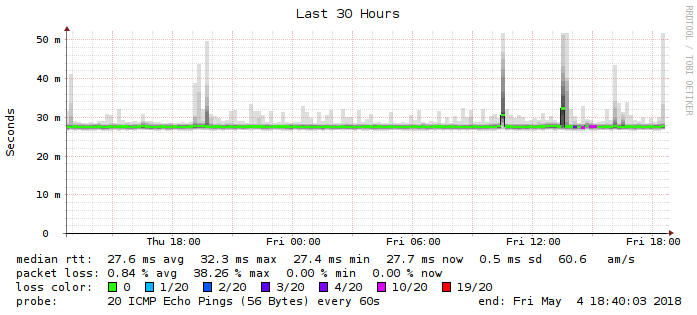 Last 30 Hours
RRDTOOL / TOBI OETIKER
Seconds
50 m
40 m
30 m
20 m
10 m
0
Thu 18:00 Fri 00:00 Fri 06:00 Fri 12:00 Fri 18:00
median rtt: 27.6 ms avg 32.3 ms max 27.4 ms min 27.7 ms now 0.5 ms sd 60.6 am/s
packet loss: 0.84 % avg 38.26 % max 0.00 % min 0.00 % now
loss color: 0 1/20 2/20 3/20 4/20 10/20 19/20
probe: 20 ICMP Echo Pings (56 Bytes) every 60s end: Fri May 4 18:40:03 2018